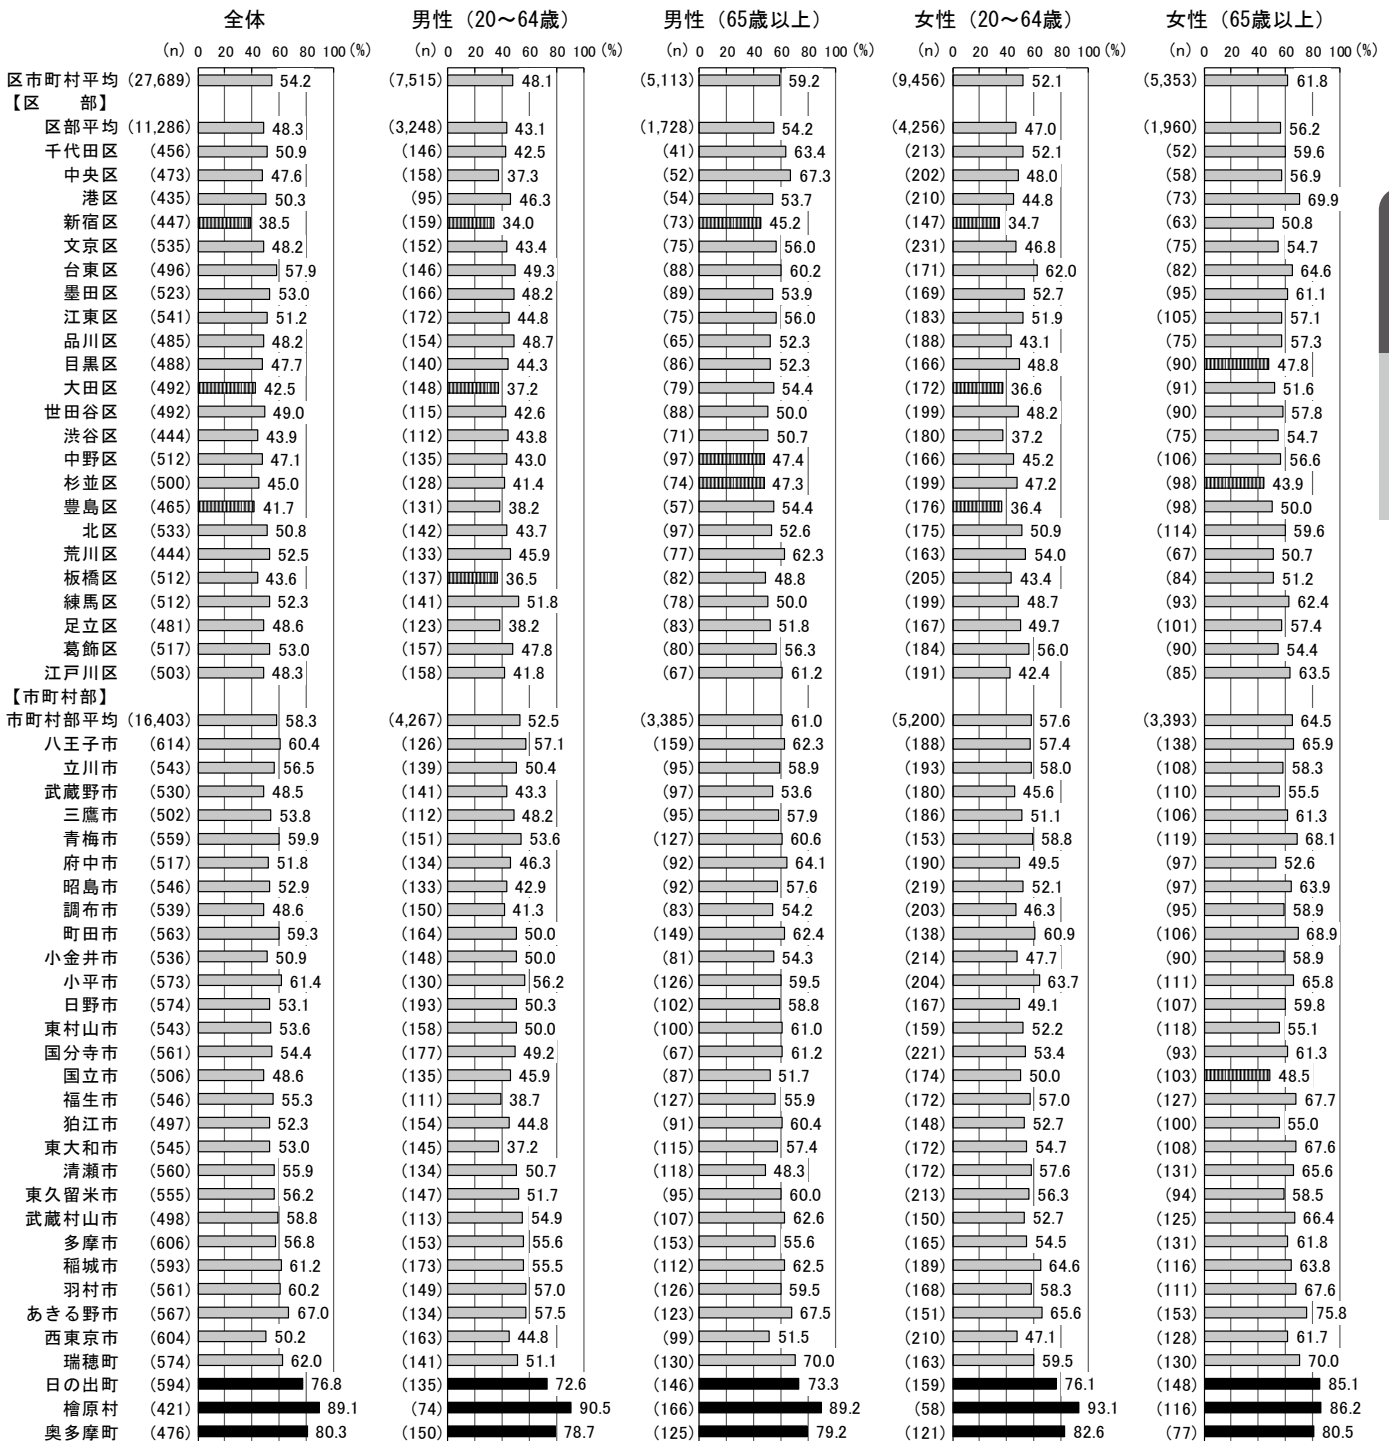 全体 男性（20～64歳） 男性（65歳以上） 女性（20～64歳） 女性（65歳以上）
(n) 0 20 40 60 80 100(%) (n) 0 20 40 60 80 100(%) (n) 0 20 40 60 80 100(%) (n) 0 20 40 60 80 100(%) (n) 0 20 40 60 80 100(%)
区市町村平均 (27,689) 54.2 (7,515) 48.1 (5,113) 59.2 (9,456) 52.1 (5,353) 61.8
【区　部】
区部平均 (11,286) 48.3 (3,248) 43.1 (1,728) 54.2 (4,256) 47.0 (1,960) 56.2
千代田区 (456) 50.9 (146) 42.5 (41) 63.4 (213) 52.1 (52) 59.6
中央区 (473) 47.6 (158) 37.3 (52) 67.3 (202) 48.0 (58) 56.9
港区 (435) 50.3 (95) 46.3 (54) 53.7 (210) 44.8 (73) 69.9
新宿区 (447) 38.5 (159) 34.0 (73) 45.2 (147) 34.7 (63) 50.8
文京区 (535) 48.2 (152) 43.4 (75) 56.0 (231) 46.8 (75) 54.7
台東区 (496) 57.9 (146) 49.3 (88) 60.2 (171) 62.0 (82) 64.6
墨田区 (523) 53.0 (166) 48.2 (89) 53.9 (169) 52.7 (95) 61.1
江東区 (541) 51.2 (172) 44.8 (75) 56.0 (183) 51.9 (105) 57.1
品川区 (485) 48.2 (154) 48.7 (65) 52.3 (188) 43.1 (75) 57.3
目黒区 (488) 47.7 (140) 44.3 (86) 52.3 (166) 48.8 (90) 47.8
大田区 (492) 42.5 (148) 37.2 (79) 54.4 (172) 36.6 (91) 51.6
世田谷区 (492) 49.0 (115) 42.6 (88) 50.0 (199) 48.2 (90) 57.8
渋谷区 (444) 43.9 (112) 43.8 (71) 50.7 (180) 37.2 (75) 54.7
中野区 (512) 47.1 (135) 43.0 (97) 47.4 (166) 45.2 (106) 56.6
杉並区 (500) 45.0 (128) 41.4 (74) 47.3 (199) 47.2 (98) 43.9
豊島区 (465) 41.7 (131) 38.2 (57) 54.4 (176) 36.4 (98) 50.0
北区 (533) 50.8 (142) 43.7 (97) 52.6 (175) 50.9 (114) 59.6
荒川区 (444) 52.5 (133) 45.9 (77) 62.3 (163) 54.0 (67) 50.7
板橋区 (512) 43.6 (137) 36.5 (82) 48.8 (205) 43.4 (84) 51.2
練馬区 (512) 52.3 (141) 51.8 (78) 50.0 (199) 48.7 (93) 62.4
足立区 (481) 48.6 (123) 38.2 (83) 51.8 (167) 49.7 (101) 57.4
葛飾区 (517) 53.0 (157) 47.8 (80) 56.3 (184) 56.0 (90) 54.4
江戸川区 (503) 48.3 (158) 41.8 (67) 61.2 (191) 42.4 (85) 63.5
【市町村部】
市町村部平均 (16,403) 58.3 (4,267) 52.5 (3,385) 61.0 (5,200) 57.6 (3,393) 64.5
八王子市 (614) 60.4 (126) 57.1 (159) 62.3 (188) 57.4 (138) 65.9
立川市 (543) 56.5 (139) 50.4 (95) 58.9 (193) 58.0 (108) 58.3
武蔵野市 (530) 48.5 (141) 43.3 (97) 53.6 (180) 45.6 (110) 55.5
三鷹市 (502) 53.8 (112) 48.2 (95) 57.9 (186) 51.1 (106) 61.3
青梅市 (559) 59.9 (151) 53.6 (127) 60.6 (153) 58.8 (119) 68.1
府中市 (517) 51.8 (134) 46.3 (92) 64.1 (190) 49.5 (97) 52.6
昭島市 (546) 52.9 (133) 42.9 (92) 57.6 (219) 52.1 (97) 63.9
調布市 (539) 48.6 (150) 41.3 (83) 54.2 (203) 46.3 (95) 58.9
町田市 (563) 59.3 (164) 50.0 (149) 62.4 (138) 60.9 (106) 68.9
小金井市 (536) 50.9 (148) 50.0 (81) 54.3 (214) 47.7 (90) 58.9
小平市 (573) 61.4 (130) 56.2 (126) 59.5 (204) 63.7 (111) 65.8
日野市 (574) 53.1 (193) 50.3 (102) 58.8 (167) 49.1 (107) 59.8
東村山市 (543) 53.6 (158) 50.0 (100) 61.0 (159) 52.2 (118) 55.1
国分寺市 (561) 54.4 (177) 49.2 (67) 61.2 (221) 53.4 (93) 61.3
国立市 (506) 48.6 (135) 45.9 (87) 51.7 (174) 50.0 (103) 48.5
福生市 (546) 55.3 (111) 38.7 (127) 55.9 (172) 57.0 (127) 67.7
狛江市 (497) 52.3 (154) 44.8 (91) 60.4 (148) 52.7 (100) 55.0
東大和市 (545) 53.0 (145) 37.2 (115) 57.4 (172) 54.7 (108) 67.6
清瀬市 (560) 55.9 (134) 50.7 (118) 48.3 (172) 57.6 (131) 65.6
東久留米市 (555) 56.2 (147) 51.7 (95) 60.0 (213) 56.3 (94) 58.5
武蔵村山市 (498) 58.8 (113) 54.9 (107) 62.6 (150) 52.7 (125) 66.4
多摩市 (606) 56.8 (153) 55.6 (153) 55.6 (165) 54.5 (131) 61.8
稲城市 (593) 61.2 (173) 55.5 (112) 62.5 (189) 64.6 (116) 63.8
羽村市 (561) 60.2 (149) 57.0 (126) 59.5 (168) 58.3 (111) 67.6
あきる野市 (567) 67.0 (134) 57.5 (123) 67.5 (151) 65.6 (153) 75.8
西東京市 (604) 50.2 (163) 44.8 (99) 51.5 (210) 47.1 (128) 61.7
瑞穂町 (574) 62.0 (141) 51.1 (130) 70.0 (163) 59.5 (130) 70.0
日の出町 (594) 76.8 (135) 72.6 (146) 73.3 (159) 76.1 (148) 85.1
檜原村 (421) 89.1 (74) 90.5 (166) 89.2 (58) 93.1 (116) 86.2
奥多摩町 (476) 80.3 (150) 78.7 (125) 79.2 (121) 82.6 (77) 80.5